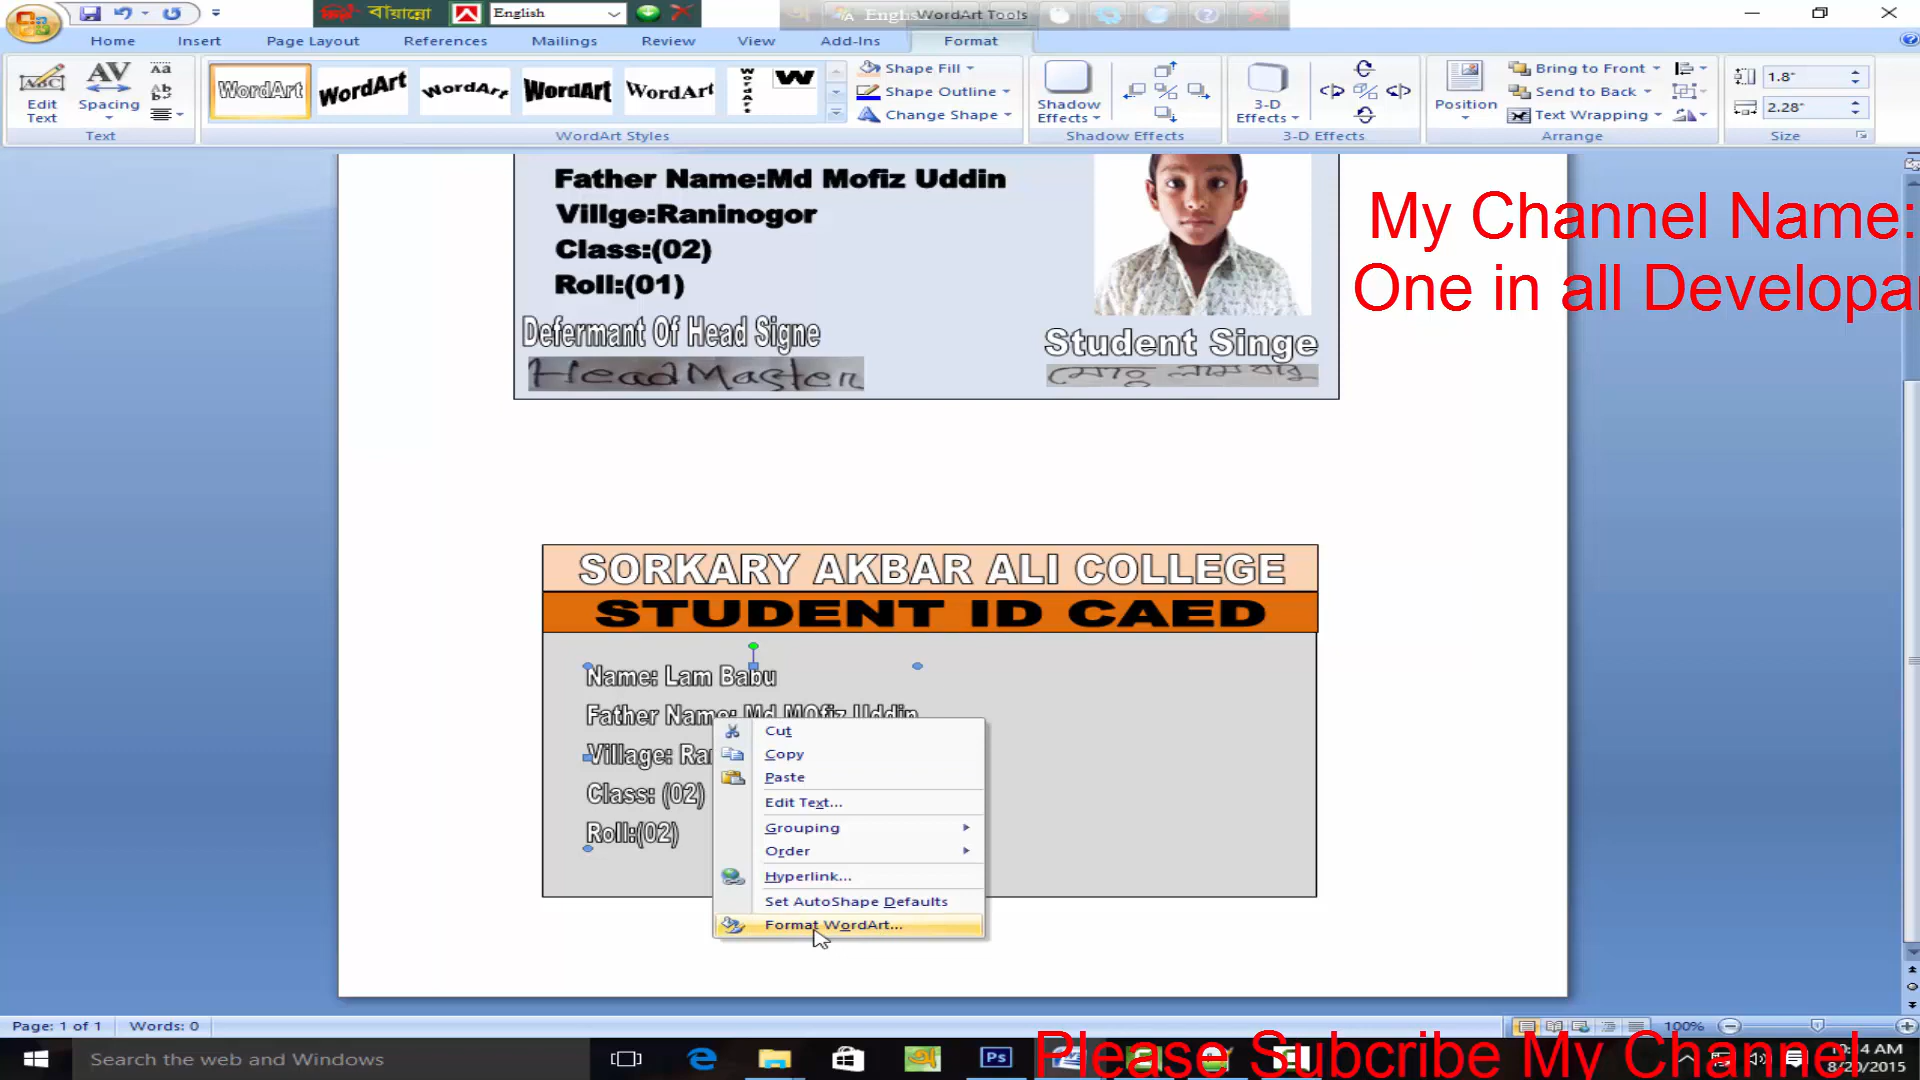 বায়ান্নো English English WordArt Tools
Home Insert Page Layout References Mailings Review View Add-Ins Format
Edit Text
Spacing
Text
WordArt WordArt WordArt WordArt WordArt WordArt W
WordArt Styles
Shape Fill
Shape Outline
Change Shape
Shadow Effects
Shadow Effects
3-D Effects
3-D Effects
Position
Bring to Front
Send to Back
Text Wrapping
Arrange
1.8"
2.28"
Size
Father Name:Md Mofiz Uddin
Villge:Raninogor
Class:(02)
Roll:(01)
Defermant Of Head Signe
HeadMaster
Student Singe
My Channel Name:
One in all Developa
SORKARY AKBAR ALI COLLEGE
STUDENT ID CAED
Name: Lam Babu
Father Name: Md MOfiz Uddin
Village: Ra
Class: (02)
Roll:(02)
Cut
Copy
Paste
Edit Text...
Grouping
Order
Hyperlink...
Set AutoShape Defaults
Format WordArt...
Page: 1 of 1 Words: 0
100%
Search the web and Windows
Ps
Please Subcribe My Channel
8/20/2015